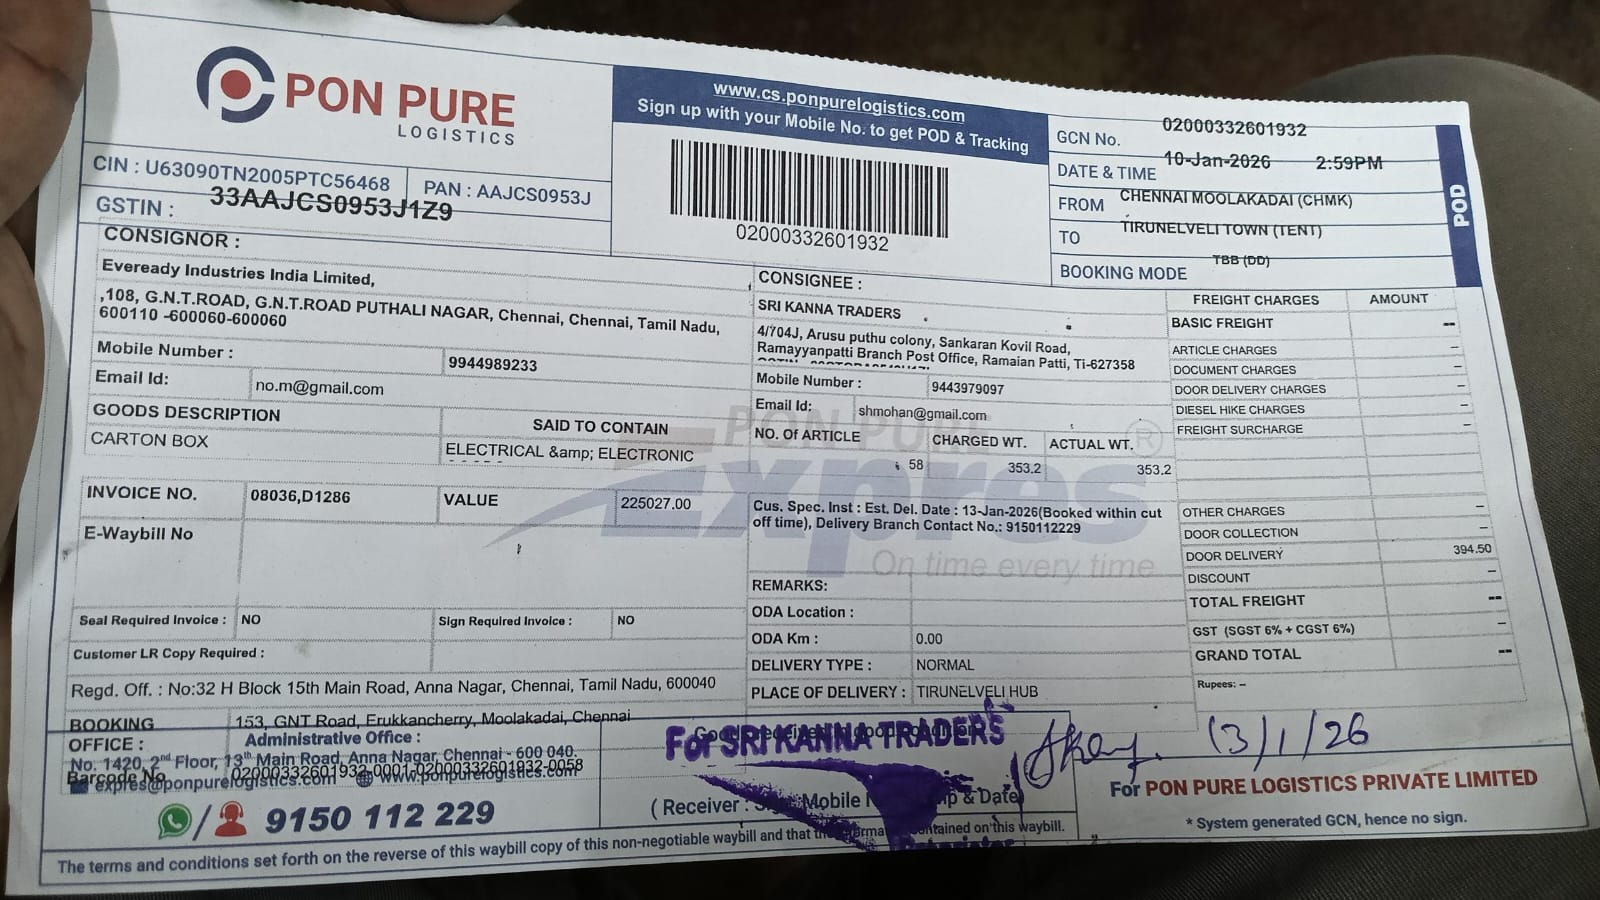 PON PURE
LOGISTICS
www.cs.ponpurelogistics.com
Sign up with your Mobile No. to get POD & Tracking
02000332601932
CIN : U63090TN2005PTC56468
PAN : AAJCS0953J
GSTIN : 33AAJCS0953J1Z9
GCN No. 02000332601932
DATE & TIME 10-Jan-2026 2:59PM
FROM CHENNAI MOOLAKADAI (CHMK)
TO TIRUNELVELI TOWN (TENT)
BOOKING MODE TBB (DD)
POD
CONSIGNOR :
Eveready Industries India Limited,
,108, G.N.T.ROAD, G.N.T.ROAD PUTHALI NAGAR, Chennai, Chennai, Tamil Nadu,
600110 -600060-600060
Mobile Number : 9944989233
Email Id: no.m@gmail.com
GOODS DESCRIPTION SAID TO CONTAIN
CARTON BOX ELECTRICAL &amp; ELECTRONIC
INVOICE NO. 08036,D1286 VALUE 225027.00
E-Waybill No
Seal Required Invoice : NO Sign Required Invoice : NO
Customer LR Copy Required :
Regd. Off. : No:32 H Block 15th Main Road, Anna Nagar, Chennai, Tamil Nadu, 600040
CONSIGNEE :
SRI KANNA TRADERS
4/704J, Arusu puthu colony, Sankaran Kovil Road,
Ramayyanpatti Branch Post Office, Ramaian Patti, Ti-627358
Mobile Number : 9443979097
Email Id: shmohan@gmail.com
NO. Of ARTICLE CHARGED WT. ACTUAL WT.
58 353.2 353.2
Cus. Spec. Inst : Est. Del. Date : 13-Jan-2026(Booked within cut
off time), Delivery Branch Contact No.: 9150112229
REMARKS:
ODA Location :
ODA Km : 0.00
DELIVERY TYPE : NORMAL
PLACE OF DELIVERY : TIRUNELVELI HUB
PON PURE
Expres ®
On time every time
FREIGHT CHARGES AMOUNT
BASIC FREIGHT --
ARTICLE CHARGES –
DOCUMENT CHARGES –
DOOR DELIVERY CHARGES –
DIESEL HIKE CHARGES –
FREIGHT SURCHARGE –
OTHER CHARGES –
DOOR COLLECTION –
DOOR DELIVERY 394.50
DISCOUNT –
TOTAL FREIGHT --
GST (SGST 6% + CGST 6%) –
GRAND TOTAL --
Rupees: –
BOOKING OFFICE : 153, GNT Road, Erukkancherry, Moolakadai, Chennai
Administrative Office :
No. 1420, 2nd Floor, 13th Main Road, Anna Nagar, Chennai - 600 040.
Barcode No 02000332601932-0001-02000332601932-0058
expres@ponpurelogistics.com www.ponpurelogistics.com
9150 112 229
For SRI KANNA TRADERS
13/1/26
( Receiver : Mobile & Date)
For PON PURE LOGISTICS PRIVATE LIMITED
* System generated GCN, hence no sign.
The terms and conditions set forth on the reverse of this waybill copy of this non-negotiable waybill and that contained on this waybill.